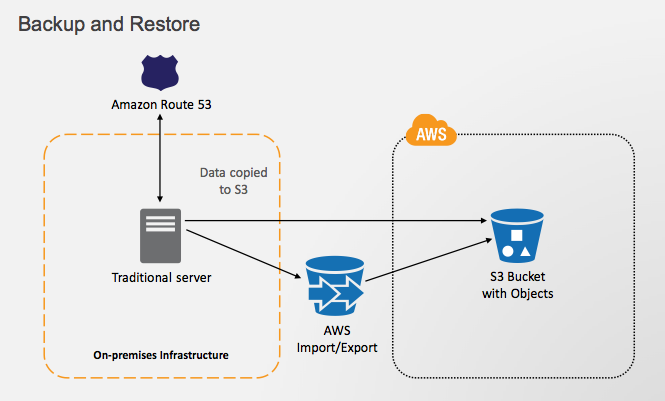 Backup and Restore
Amazon Route 53
AWS
Data copied
to S3
Traditional server
S3 Bucket
with Objects
AWS
Import/Export
On-premises Infrastructure